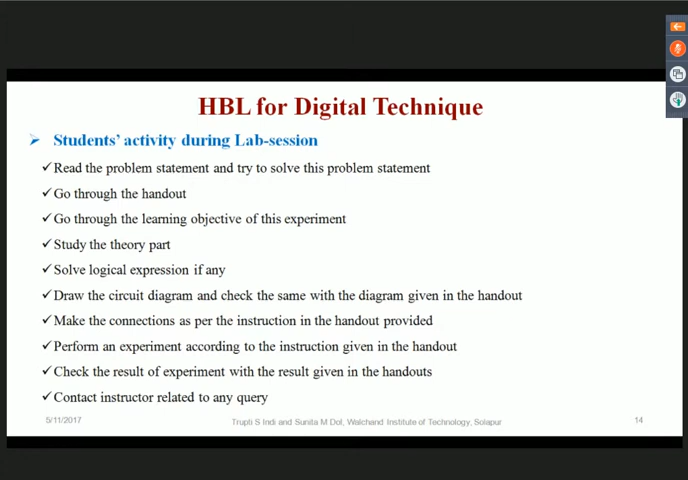 HBL for Digital Technique
Students' activity during Lab-session
Read the problem statement and try to solve this problem statement
Go through the handout
Go through the learning objective of this experiment
Study the theory part
Solve logical expression if any
Draw the circuit diagram and check the same with the diagram given in the handout
Make the connections as per the instruction in the handout provided
Perform an experiment according to the instruction given in the handout
Check the result of experiment with the result given in the handouts
Contact instructor related to any query
5/11/2017 Trupti S Indi and Sunita M Dol, Walchand Institute of Technology, Solapur 14